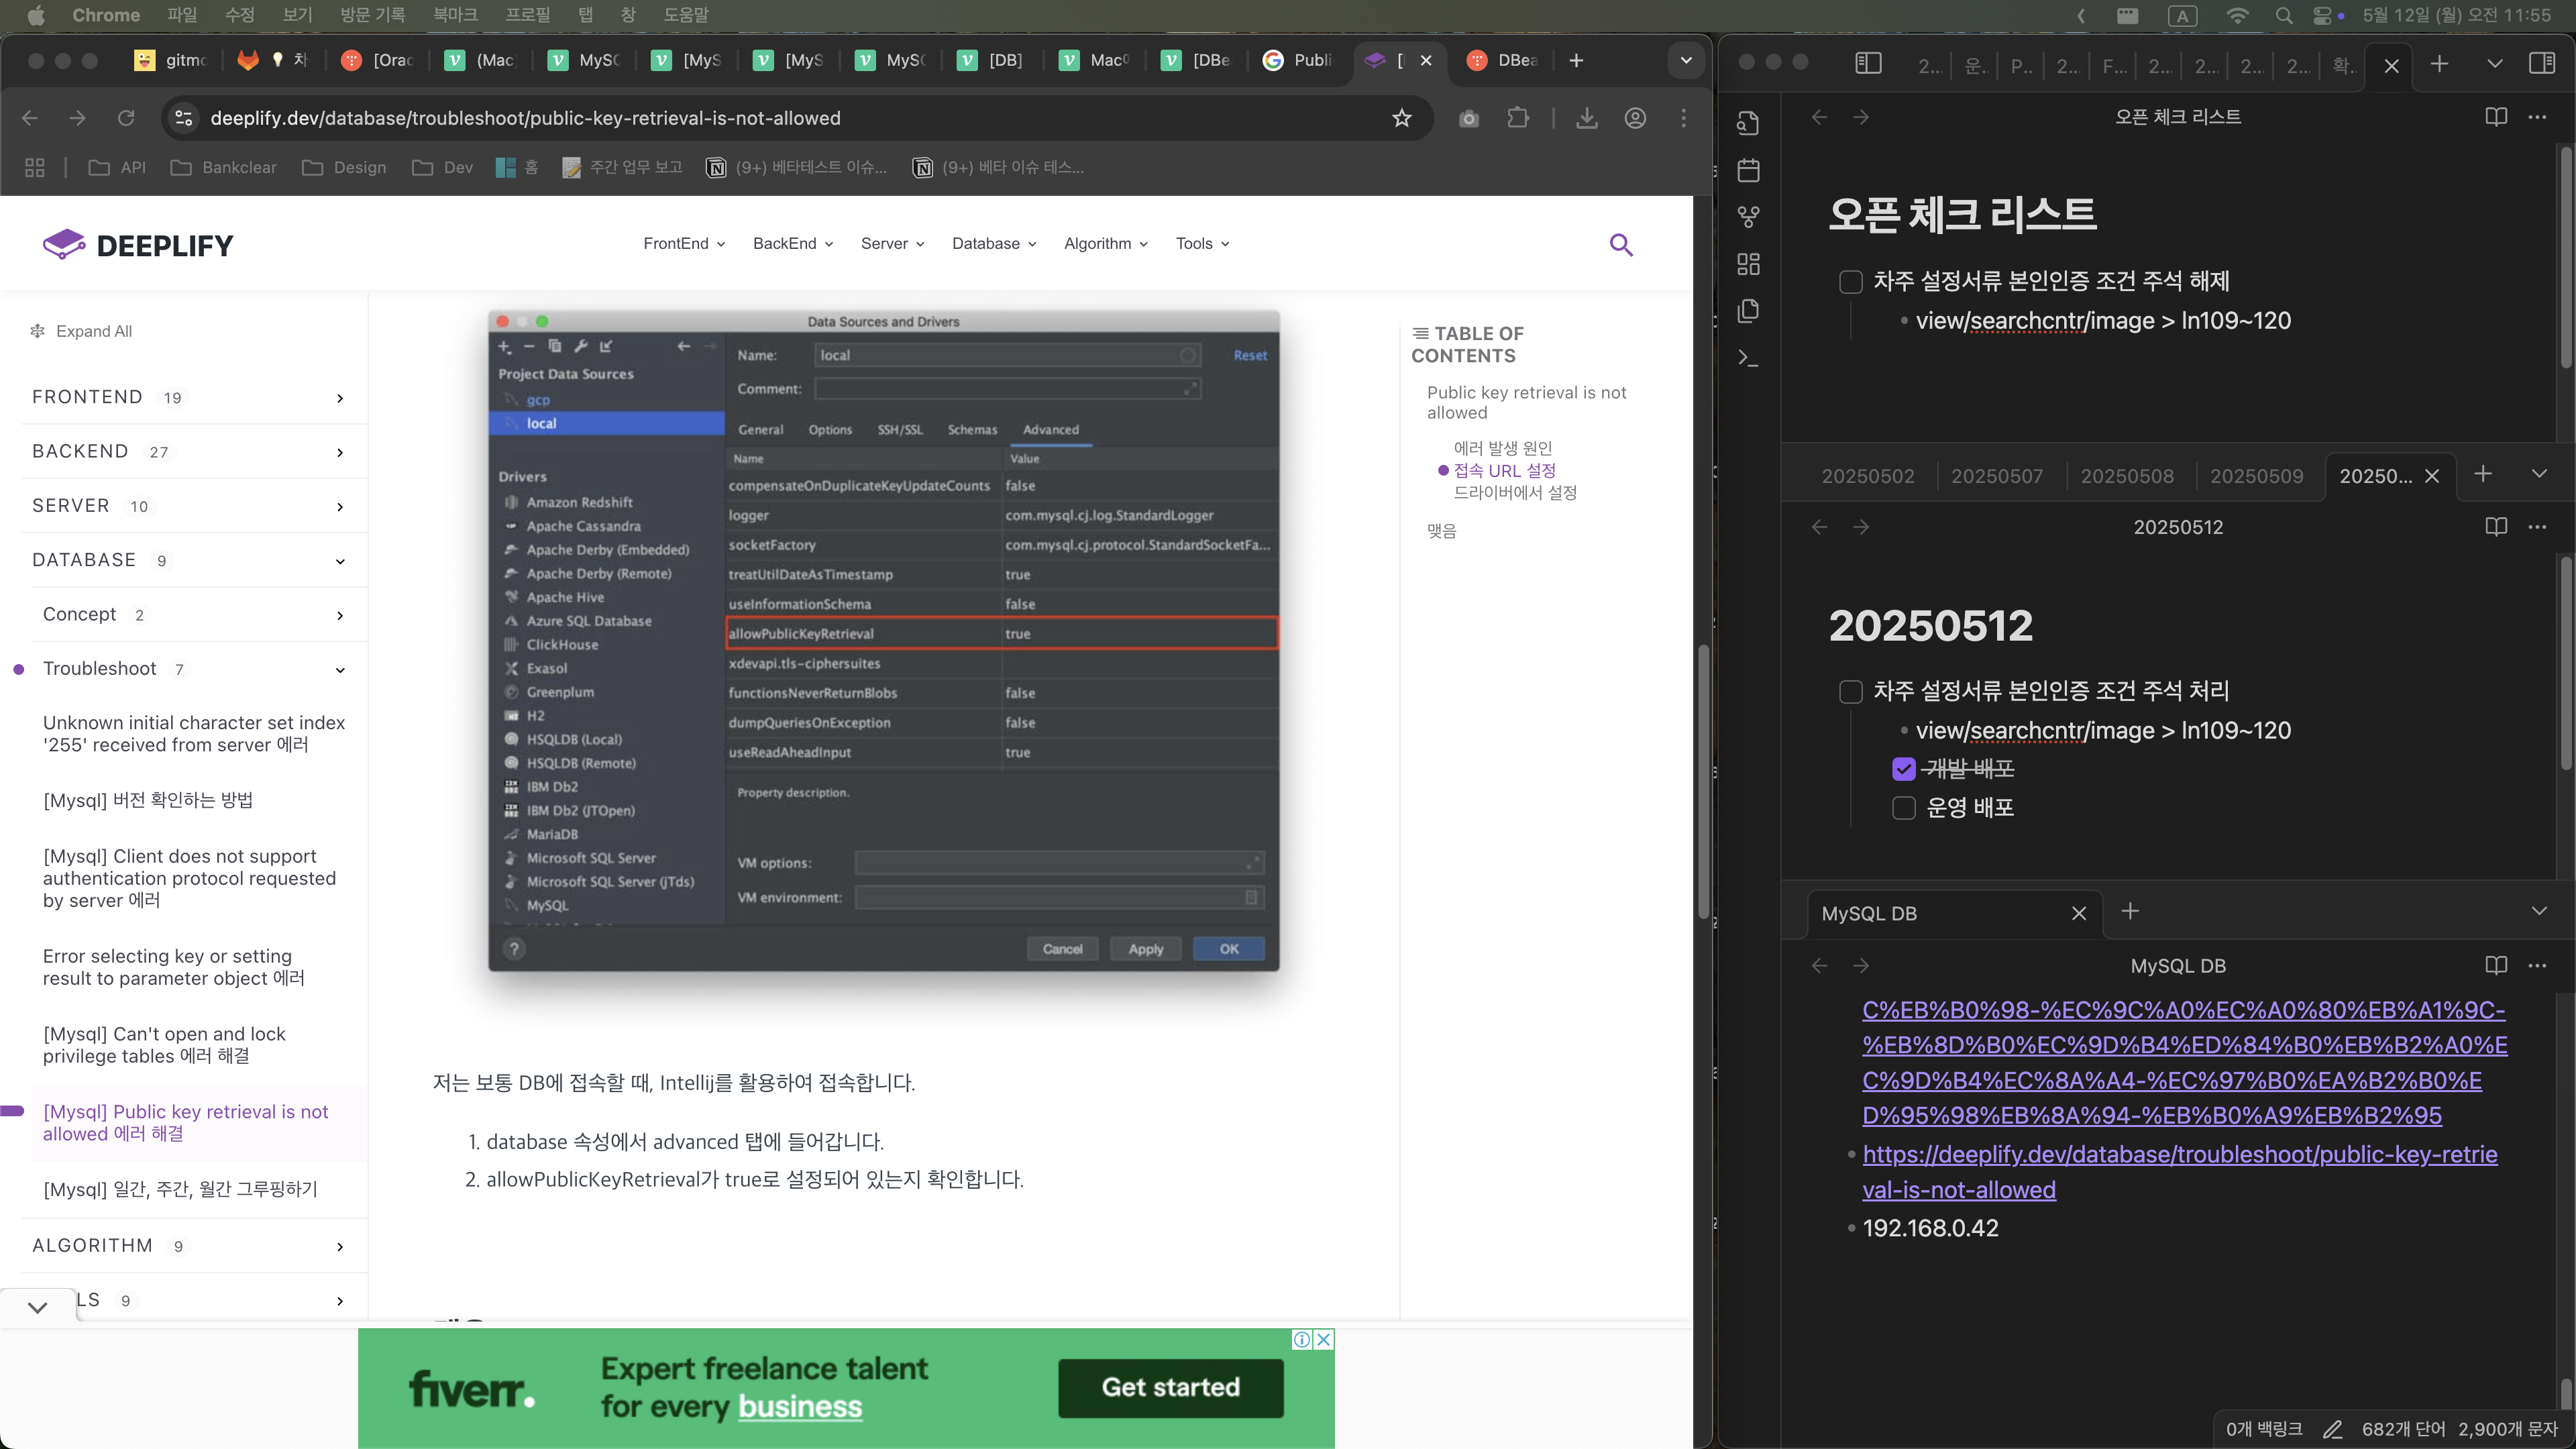 Chrome 파일 수정 보기 방문 기록 북마크 프로필 탭 창 도움말
A 5월 12일 (월) 오전 11:55
gitmo 차 [Orac (Mac MySQ [MyS [MyS MySQ [DB] Mac [DBe Publi [ DBea
deeplify.dev/database/troubleshoot/public-key-retrieval-is-not-allowed
API Bankclear Design Dev 홈 주간 업무 보고 (9+) 베타테스트 이슈... (9+) 베타 이슈 테스...
DEEPLIFY
FrontEnd BackEnd Server Database Algorithm Tools
Expand All
FRONTEND 19
BACKEND 27
SERVER 10
DATABASE 9
Concept 2
Troubleshoot 7
Unknown initial character set index
'255' received from server 에러
[Mysql] 버전 확인하는 방법
[Mysql] Client does not support
authentication protocol requested
by server 에러
Error selecting key or setting
result to parameter object 에러
[Mysql] Can't open and lock
privilege tables 에러 해결
[Mysql] Public key retrieval is not
allowed 에러 해결
[Mysql] 일간, 주간, 월간 그루핑하기
ALGORITHM 9
LS 9
Data Sources and Drivers
Project Data Sources
gcp
local
Drivers
Amazon Redshift
Apache Cassandra
Apache Derby (Embedded)
Apache Derby (Remote)
Apache Hive
Azure SQL Database
ClickHouse
Exasol
Greenplum
H2
HSQLDB (Local)
HSQLDB (Remote)
IBM Db2
IBM Db2 (JTOpen)
MariaDB
Microsoft SQL Server
Microsoft SQL Server (jTds)
MySQL
Name: local Reset
Comment:
General Options SSH/SSL Schemas Advanced
Name Value
compensateOnDuplicateKeyUpdateCounts false
logger com.mysql.cj.log.StandardLogger
socketFactory com.mysql.cj.protocol.StandardSocketFa...
treatUtilDateAsTimestamp true
useInformationSchema false
allowPublicKeyRetrieval true
xdevapi.tls-ciphersuites
functionsNeverReturnBlobs false
dumpQueriesOnException false
useReadAheadInput true
Property description.
VM options:
VM environment:
? Cancel Apply OK
저는 보통 DB에 접속할 때, Intellij를 활용하여 접속합니다.
1. database 속성에서 advanced 탭에 들어갑니다.
2. allowPublicKeyRetrieval가 true로 설정되어 있는지 확인합니다.
TABLE OF
CONTENTS
Public key retrieval is not
allowed
에러 발생 원인
접속 URL 설정
드라이버에서 설정
맺음
fiverr.
Expert freelance talent
for every business
Get started
2... 운.. P... 2... F... 2... 2... 2... 2... 확..
오픈 체크 리스트
오픈 체크 리스트
차주 설정서류 본인인증 조건 주석 해제
view/searchcntr/image > ln109~120
20250502 20250507 20250508 20250509 20250...
20250512
20250512
차주 설정서류 본인인증 조건 주석 처리
view/searchcntr/image > ln109~120
개발 배포
운영 배포
MySQL DB
MySQL DB
C%EB%B0%98-%EC%9C%A0%EC%A0%80%EB%A1%9C-
%EB%8D%B0%EC%9D%B4%ED%84%B0%EB%B2%A0%E
C%9D%B4%EC%8A%A4-%EC%97%B0%EA%B2%B0%E
D%95%98%EB%8A%94-%EB%B0%A9%EB%B2%95
https://deeplify.dev/database/troubleshoot/public-key-retrie
val-is-not-allowed
192.168.0.42
0개 백링크 682개 단어 2,900개 문자